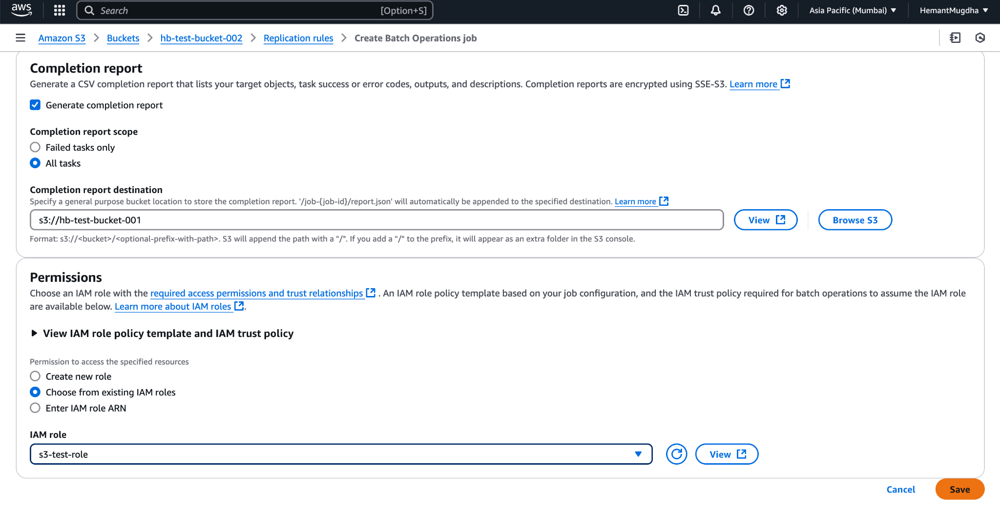 aws
Search [Option+S]
Asia Pacific (Mumbai) HemantMugdha
Amazon S3 > Buckets > hb-test-bucket-002 > Replication rules > Create Batch Operations job
Completion report
Generate a CSV completion report that lists your target objects, task success or error codes, outputs, and descriptions. Completion reports are encrypted using SSE-S3. Learn more
Generate completion report
Completion report scope
Failed tasks only
All tasks
Completion report destination
Specify a general purpose bucket location to store the completion report. '/job-{job-id}/report.json' will automatically be appended to the specified destination. Learn more
s3://hb-test-bucket-001 View Browse S3
Format: s3://<bucket>/<optional-prefix-with-path>. S3 will append the path with a "/". If you add a "/" to the prefix, it will appear as an extra folder in the S3 console.
Permissions
Choose an IAM role with the required access permissions and trust relationships . An IAM role policy template based on your job configuration, and the IAM trust policy required for batch operations to assume the IAM role
are available below. Learn more about IAM roles .
View IAM role policy template and IAM trust policy
Permission to access the specified resources
Create new role
Choose from existing IAM roles
Enter IAM role ARN
IAM role
s3-test-role View
Cancel Save